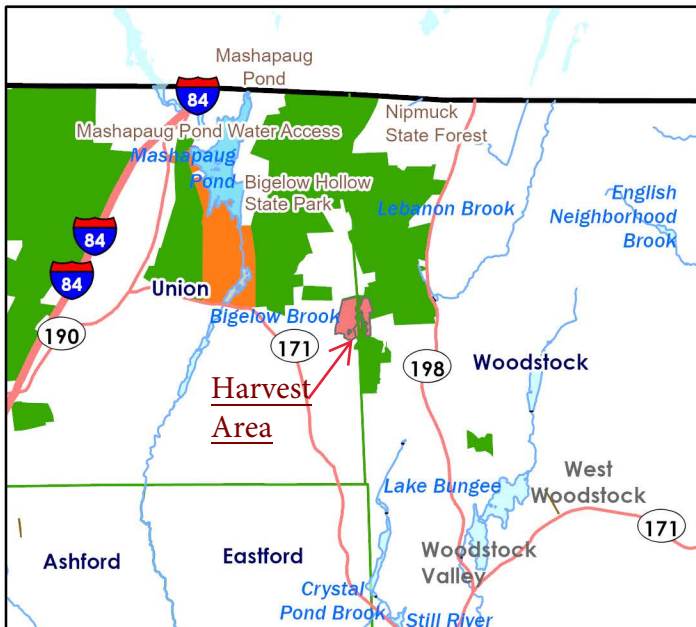 Mashapaug
Pond
84
Nipmuck
State Forest
Mashapaug Pond Water Access
Mashapaug
Pond
Bigelow Hollow
State Park
Lebanon Brook
English
Neighborhood
Brook
84
84
Union
Bigelow Brook
190
171
198
Woodstock
Harvest
Area
Lake Bungee
West
Woodstock
171
Ashford
Eastford
Woodstock
Valley
Crystal
Pond Brook
Still River